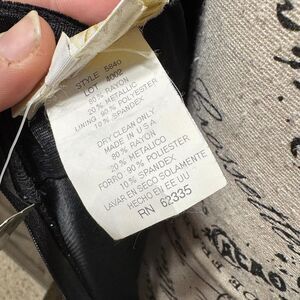 STYLE 5840
LOT 4002
80% RAYON
20% METALLIC
LINING 90% POLYESTER
10% SPANDEX
DRY CLEAN ONLY
MADE IN U S A
80% RAYON
20% METALICO
FORRO 90% POLIESTER
10% SPANDEX
LAVAR EN SECO SOLAMENTE
HECHO EN EE UU
RN 62335